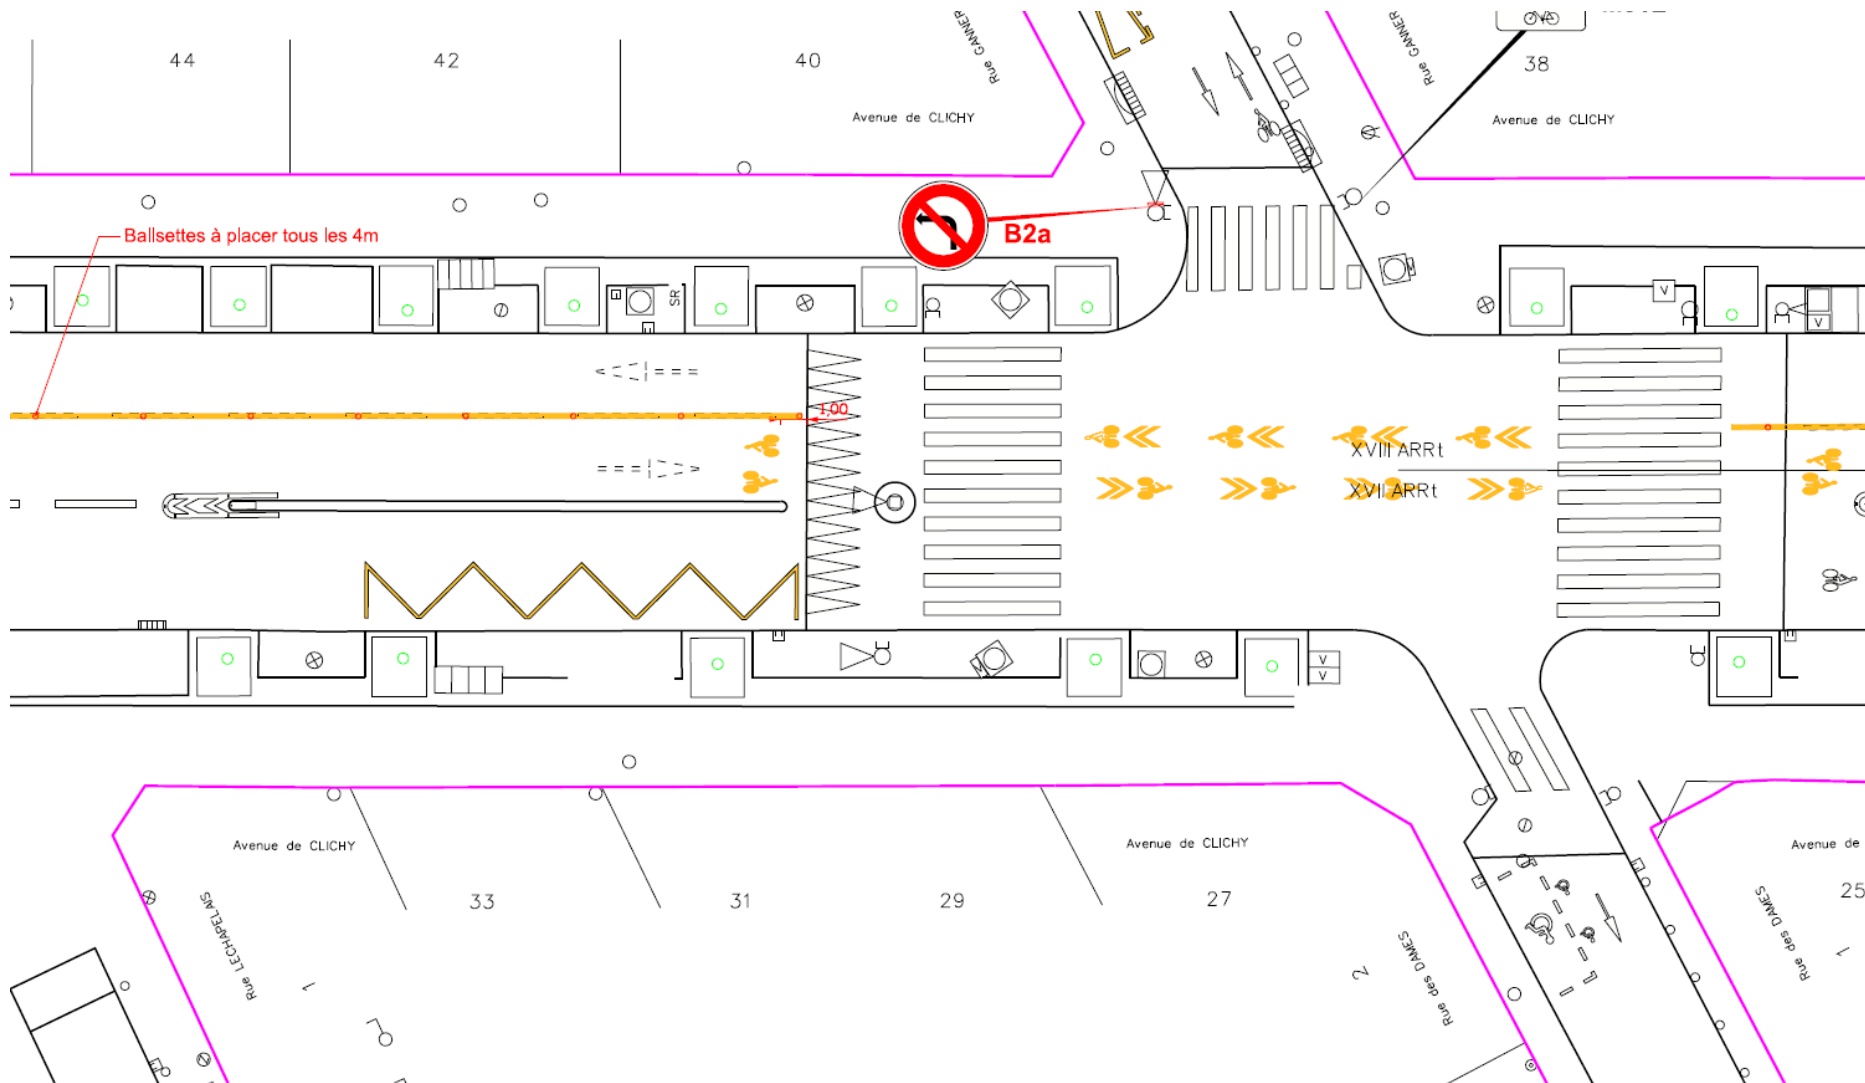 44
42
40
38
Rue GANNER
Rue GANNER
Avenue de CLICHY
Avenue de CLICHY
Ballsettes à placer tous les 4m
B2a
SR
V
V
1,00
XVIII ARRt
XVII ARRt
V
V
Avenue de CLICHY
Avenue de CLICHY
Avenue de
33
31
29
27
25
Rue LECHAPELAIS
1
2
Rue des DAMES
Rue des DAMES
1